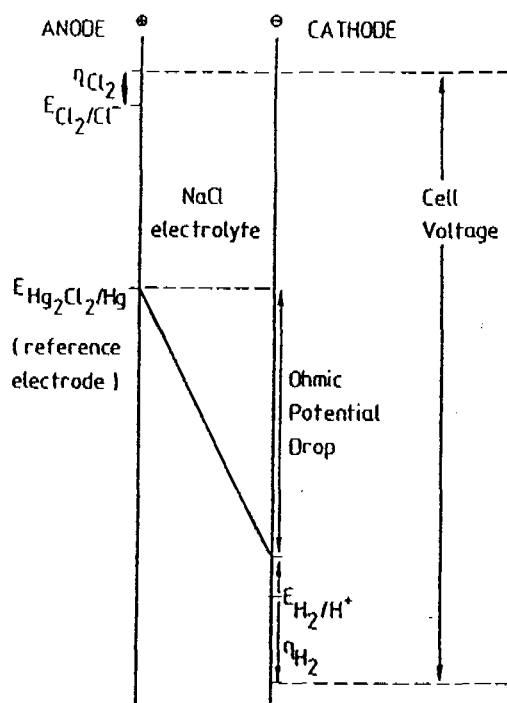 ANODE ⊕ ⊖ CATHODE
ηCl₂
ECl₂/Cl⁻
NaCl
electrolyte
Cell
Voltage
EHg₂Cl₂/Hg
(reference
electrode)
Ohmic
Potential
Drop
EH₂/H⁺
ηH₂